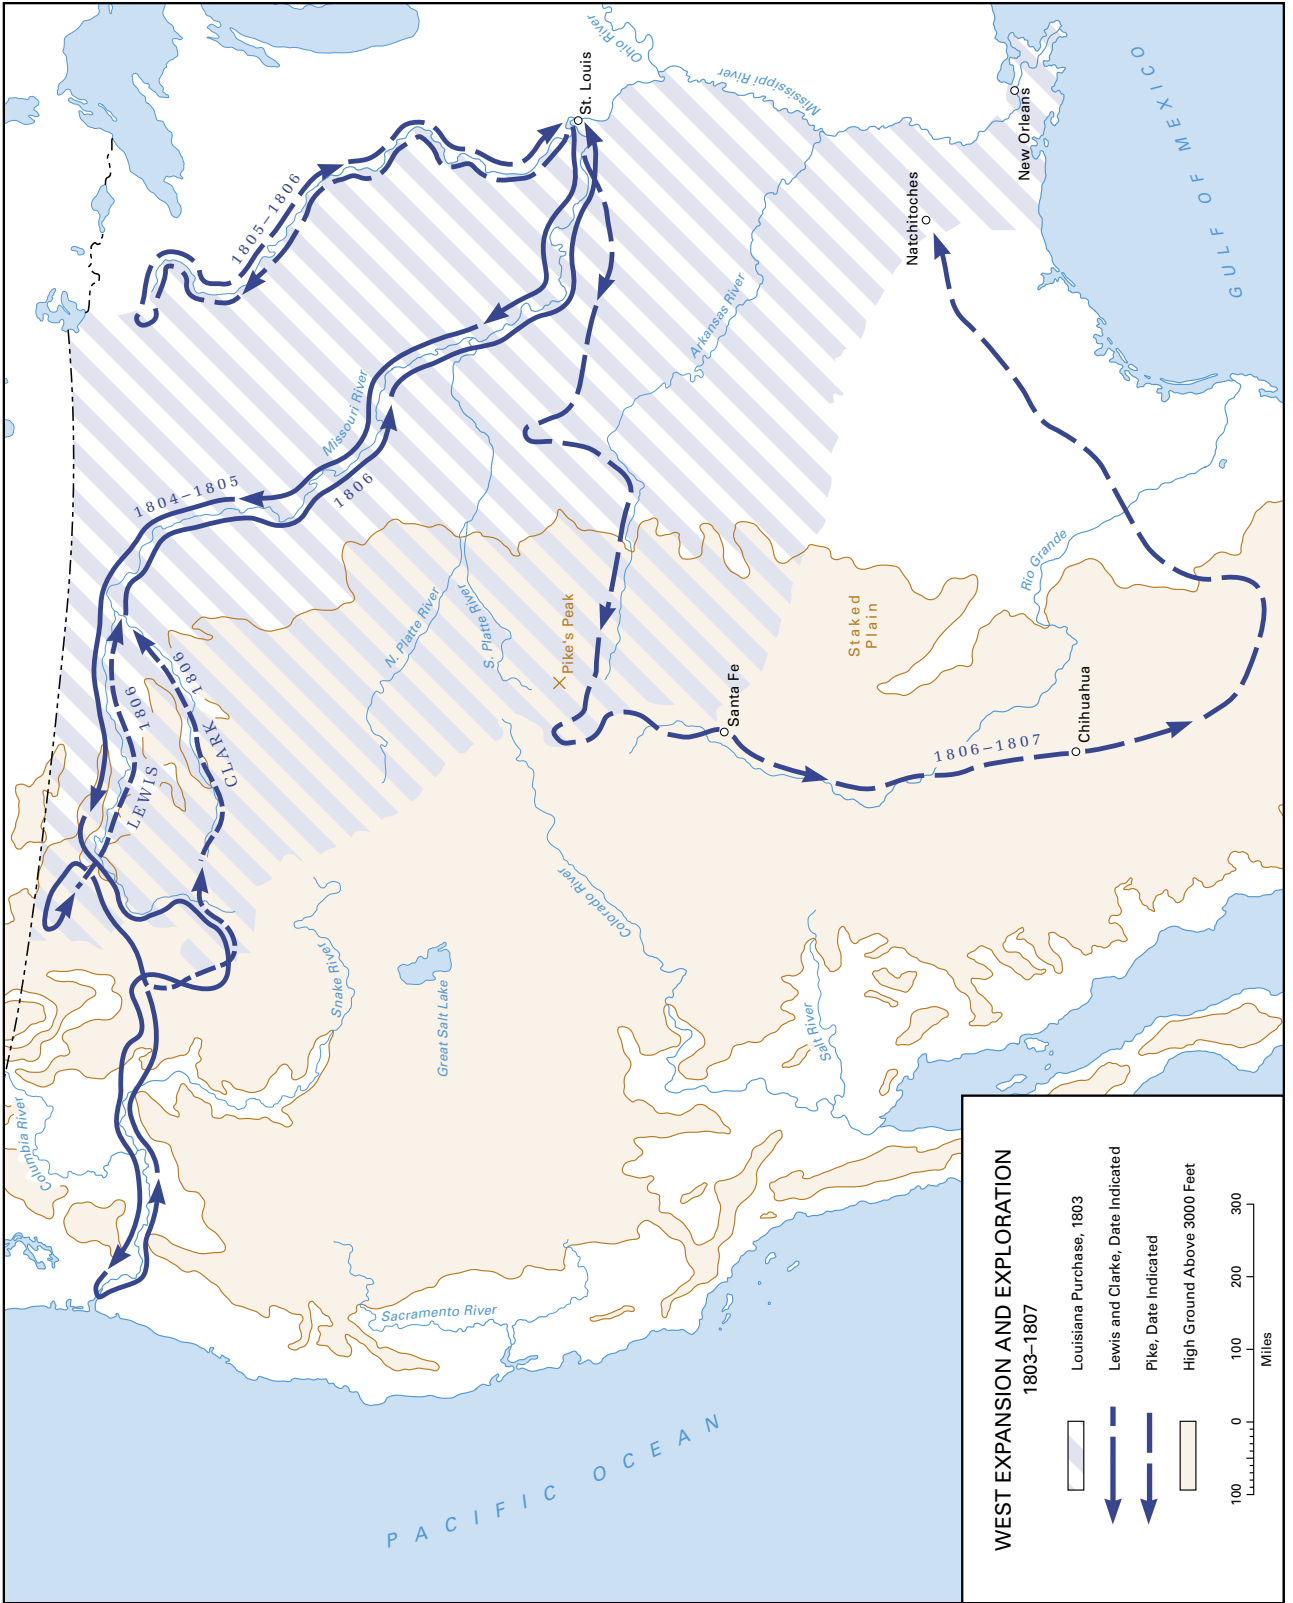 Columbia River
LEWIS
1806
CLARK
1806
1804–1805
1806
1805–1806
Missouri River
Ohio River
St. Louis
Mississippi River
Snake River
Great Salt Lake
N. Platte River
S. Platte River
Pike's Peak
Arkansas River
Sacramento River
Colorado River
Santa Fe
Staked
Plain
Natchitoches
New Orleans
Salt River
1806–1807
Rio Grande
Chihuahua
PACIFIC OCEAN
GULF OF MEXICO
WEST EXPANSION AND EXPLORATION
1803–1807
Louisiana Purchase, 1803
Lewis and Clarke, Date Indicated
Pike, Date Indicated
High Ground Above 3000 Feet
100 0 100 200 300
Miles